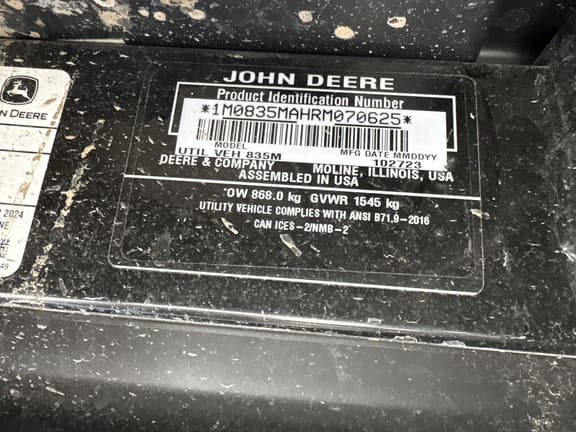 JOHN DEERE
Product Identification Number
*1M0835MAHRM070625*
MODEL MFG DATE MMDDYY
UTIL VEH 835M 102723
DEERE & COMPANY MOLINE, ILLINOIS, USA
ASSEMBLED IN USA
OW 868.0 kg GVWR 1545 kg
UTILITY VEHICLE COMPLIES WITH ANSI B71.9-2016
CAN ICES-2/NMB-2
DEERE
2024
NE
49